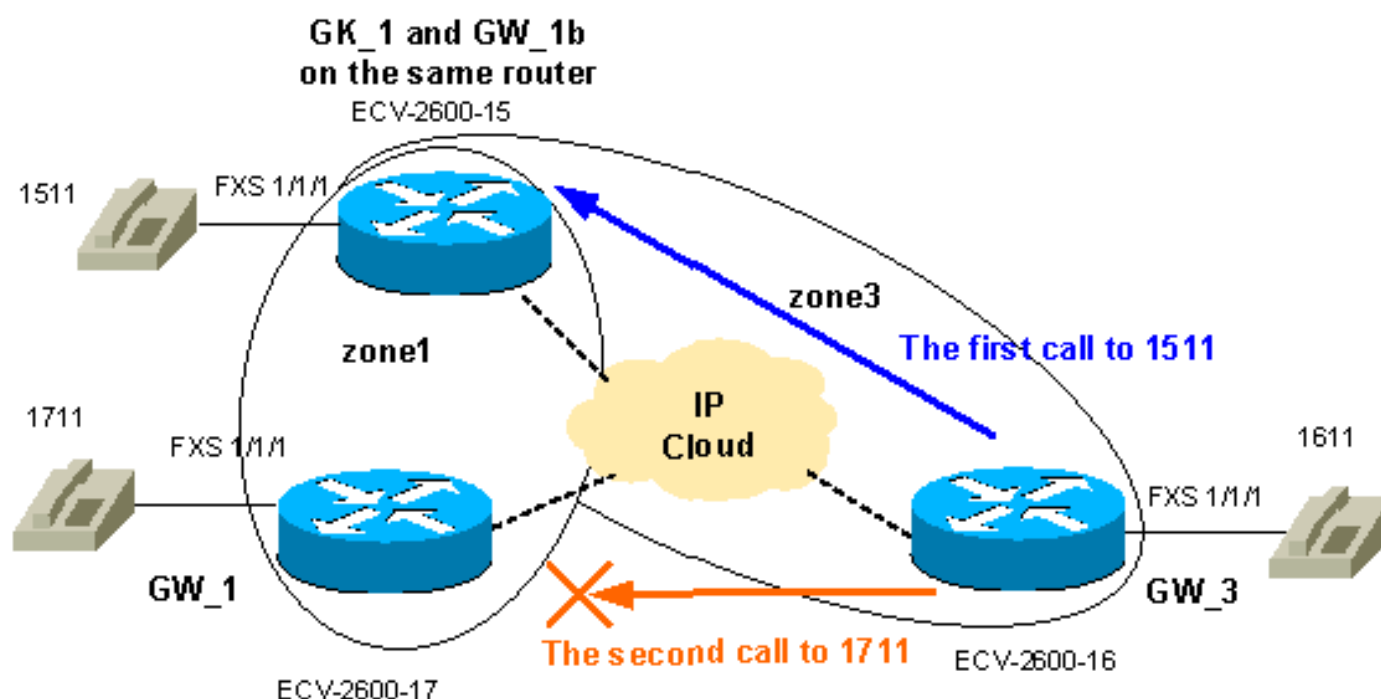 GK_1 and GW_1b
on the same router
ECV-2600-15
1511
FXS 1/1/1
zone3
zone1
The first call to 1511
IP
Cloud
1711
FXS 1/1/1
1611
FXS 1/1/1
GW_1
GW_3
The second call to 1711
ECV-2600-16
ECV-2600-17